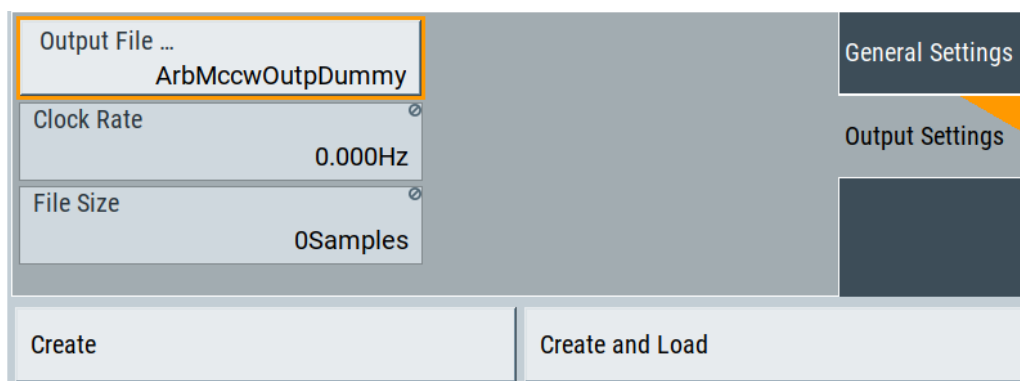 Output File ...
ArbMccwOutpDummy
Clock Rate
0.000Hz
File Size
0Samples
General Settings
Output Settings
Create
Create and Load